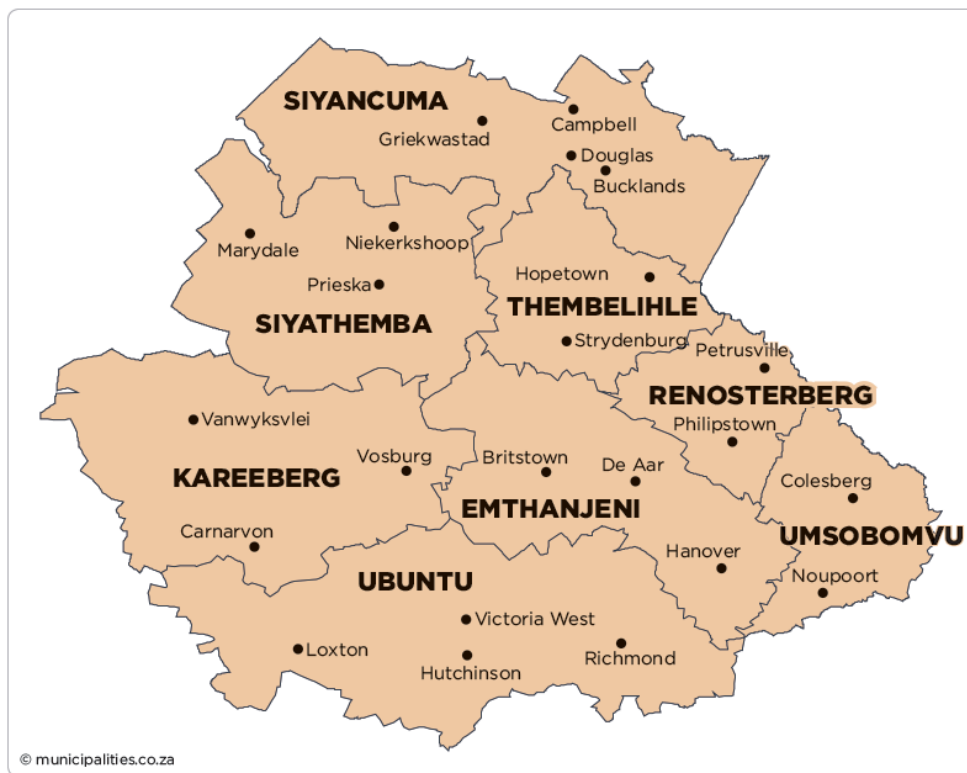 SIYANCUMA
Griekwastad
Campbell
Douglas
Bucklands
Marydale
Niekerkshoop
Prieska
SIYATHEMBA
Hopetown
THEMBELIHLE
Strydenburg
Petrusville
RENOSTERBERG
Philipstown
Vanwyksvlei
Vosburg
KAREEBERG
Carnarvon
Britstown
De Aar
EMTHANJENI
Hanover
Colesberg
UMSOBOMVU
Noupoort
UBUNTU
Victoria West
Loxton
Hutchinson
Richmond
© municipalities.co.za